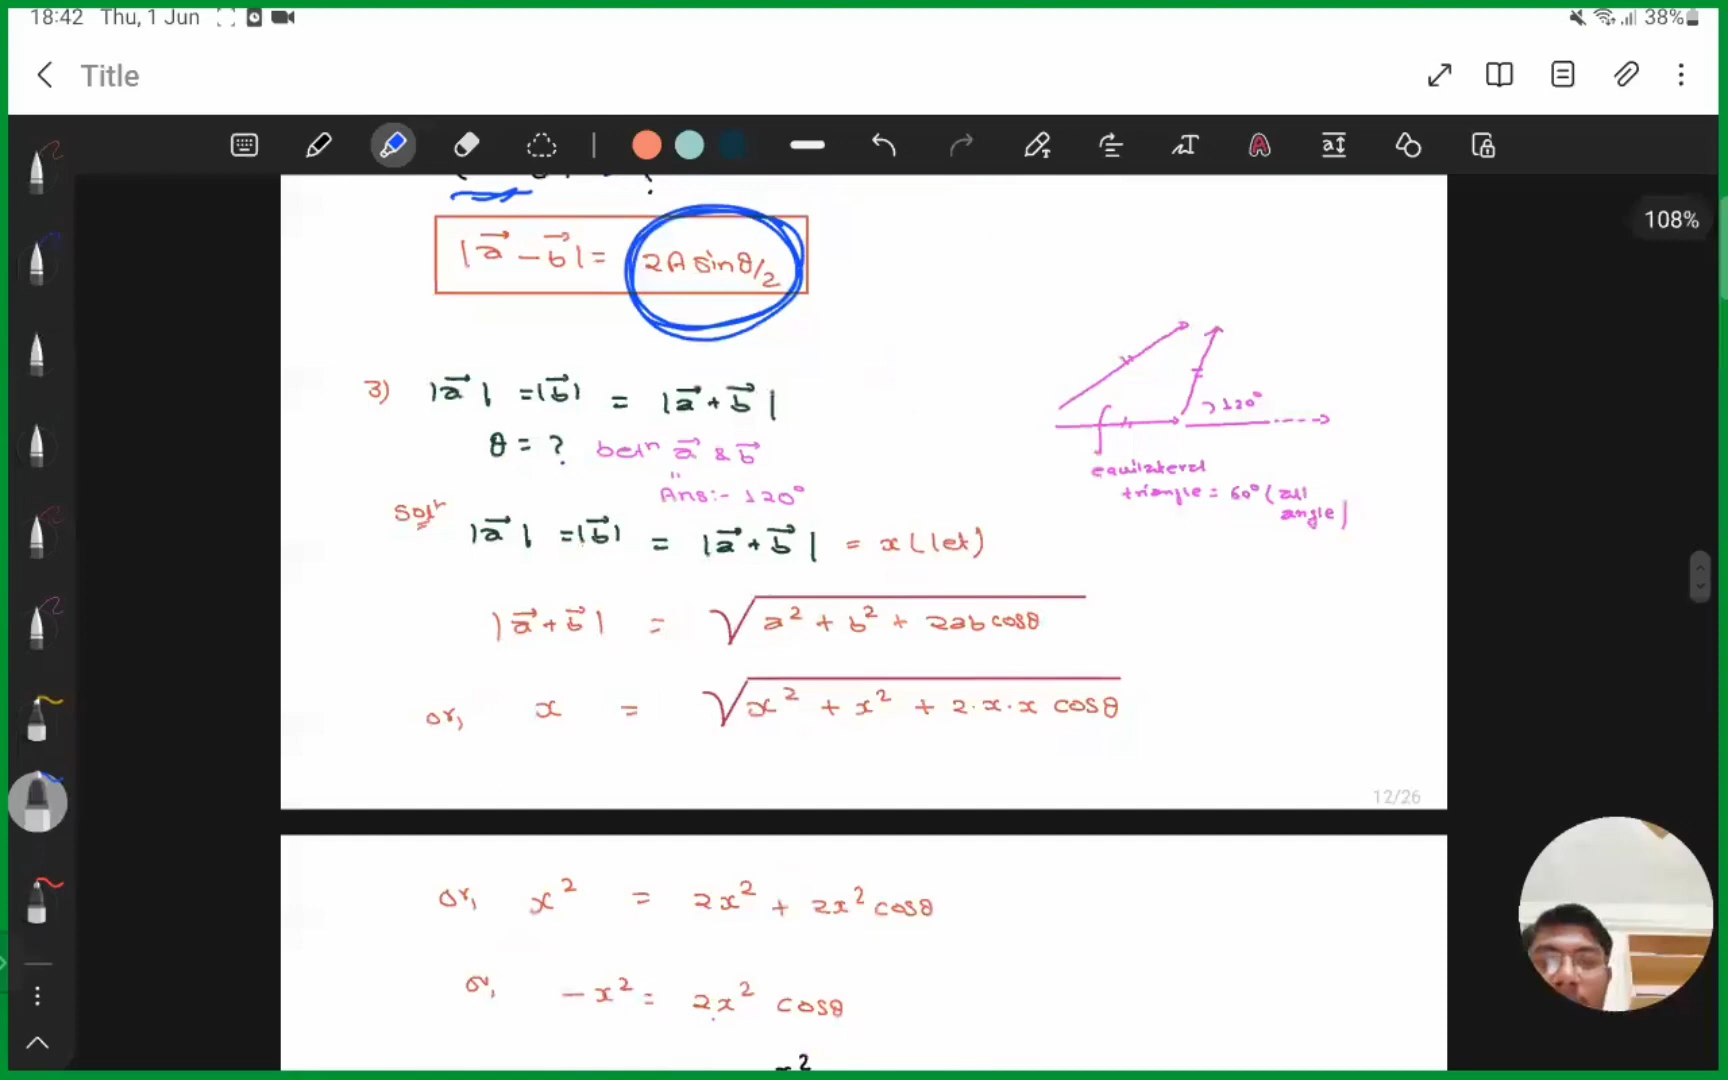 18:42 Thu, 1 Jun 38%
Title
108%
?
|a⃗ - b⃗| = 2A sinθ/2
3) |a⃗| = |b⃗| = |a⃗ + b⃗|
θ = ? betn a⃗ & b⃗
Ans:- 120°
120°
equilateral
triangle = 60° (all
angle)
Soln
|a⃗| = |b⃗| = |a⃗ + b⃗| = x (let)
|a⃗ + b⃗| = √a² + b² + 2ab cosθ
or, x = √x² + x² + 2.x.x cosθ
12/26
or, x² = 2x² + 2x² cosθ
or, -x² = 2x² cosθ